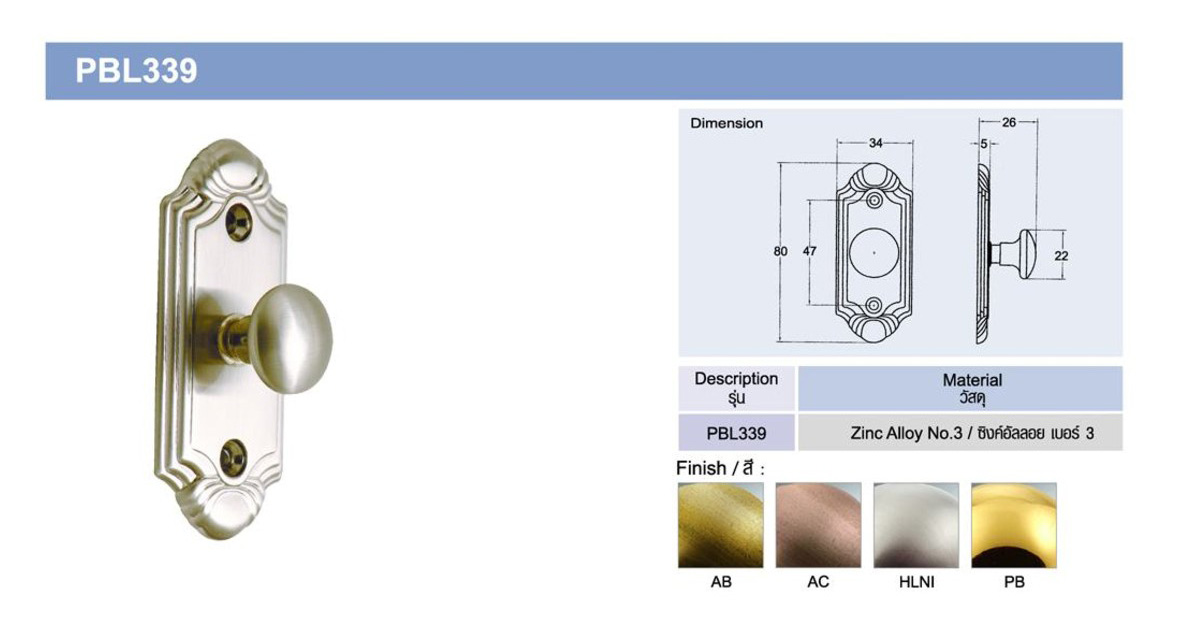 PBL339
Dimension
26
34
5
80
47
22
Description
รุ่น
Material
วัสดุ
PBL339
Zinc Alloy No.3 / ซิงค์อัลลอย เบอร์ 3
Finish / สี :
AB
AC
HLNI
PB